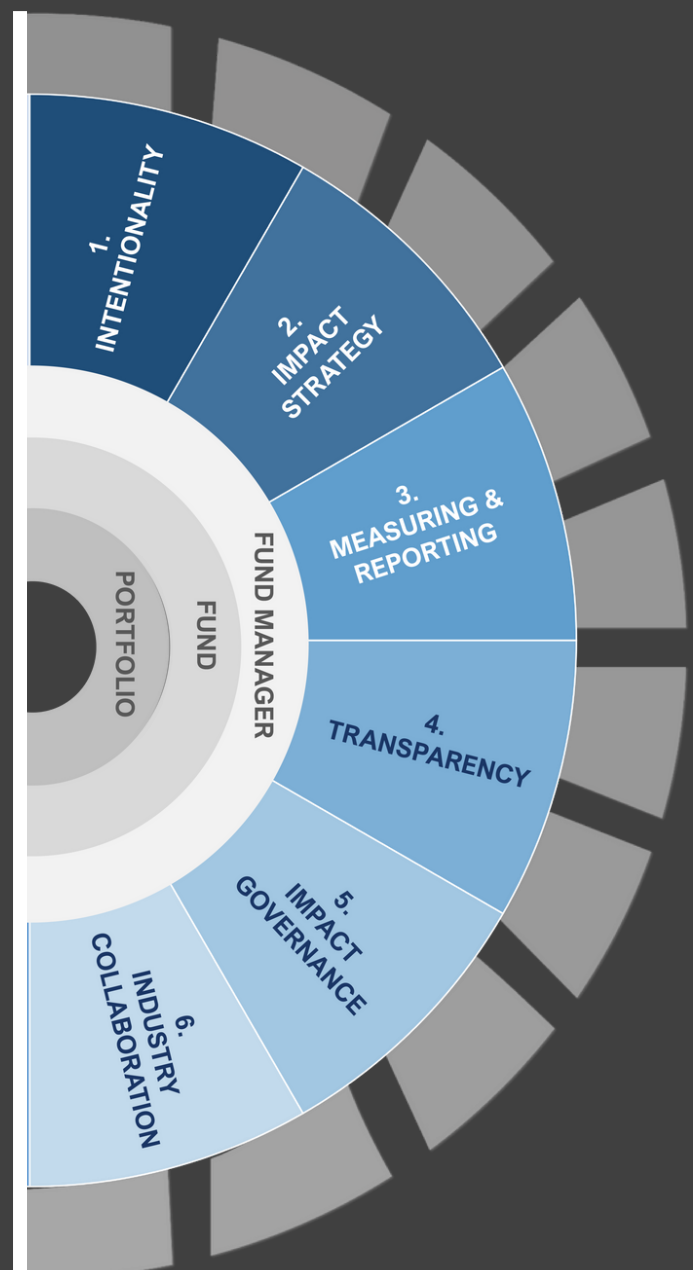 1.
INTENTIONALITY
2.
IMPACT
STRATEGY
3.
MEASURING &
REPORTING
4.
TRANSPARENCY
5.
IMPACT
GOVERNANCE
6.
INDUSTRY
COLLABORATION
FUND MANAGER
FUND
PORTFOLIO